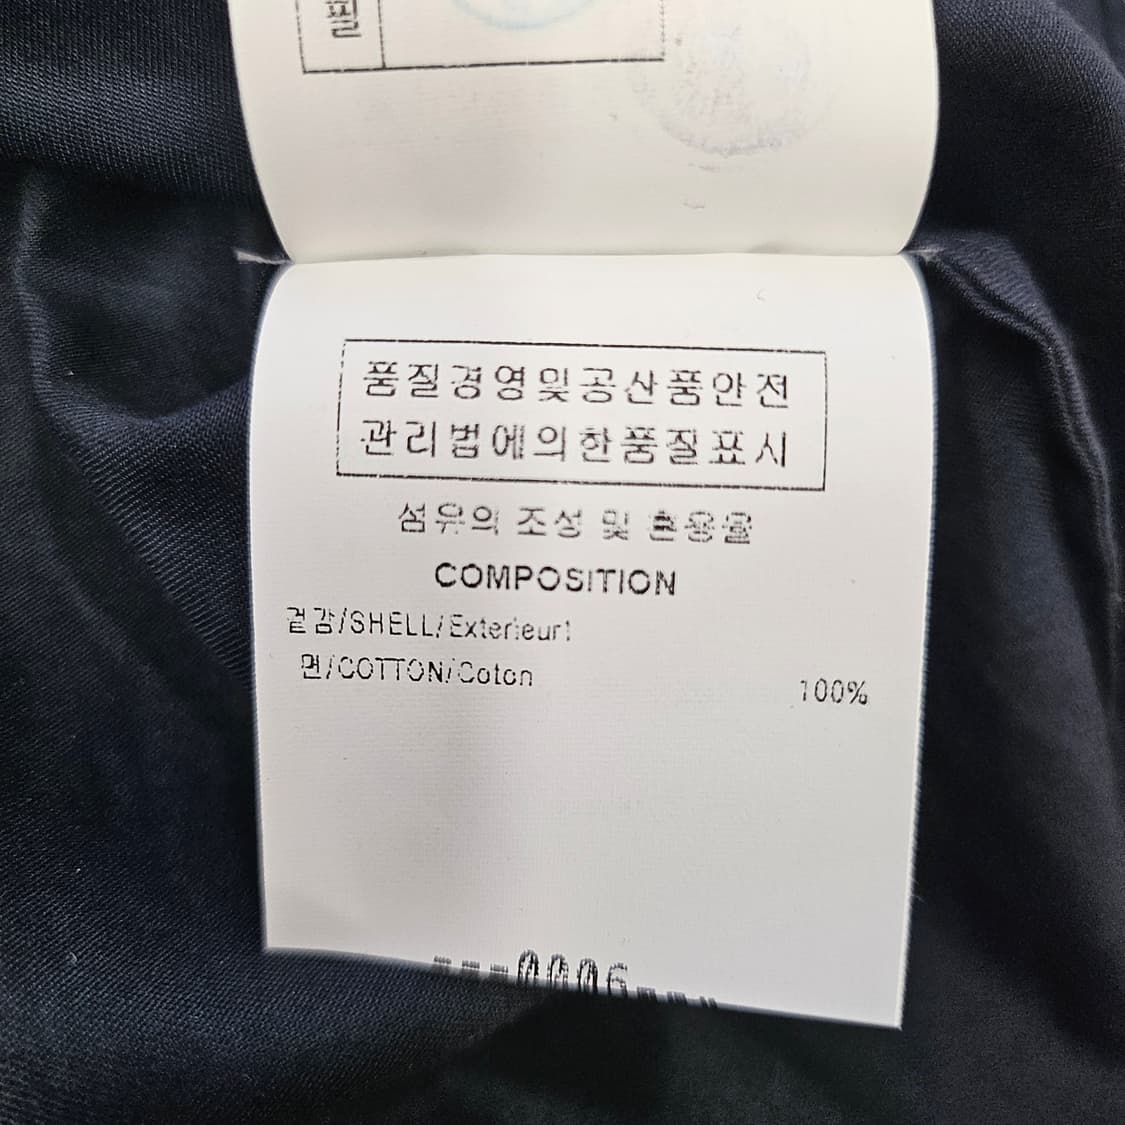 품질경영및공산품안전
관리법에의한품질표시
섬유의 조성 및 혼용율
COMPOSITION
겉감/SHELL/Exterieur1
면/COTTON/Coton
100%
---0006---